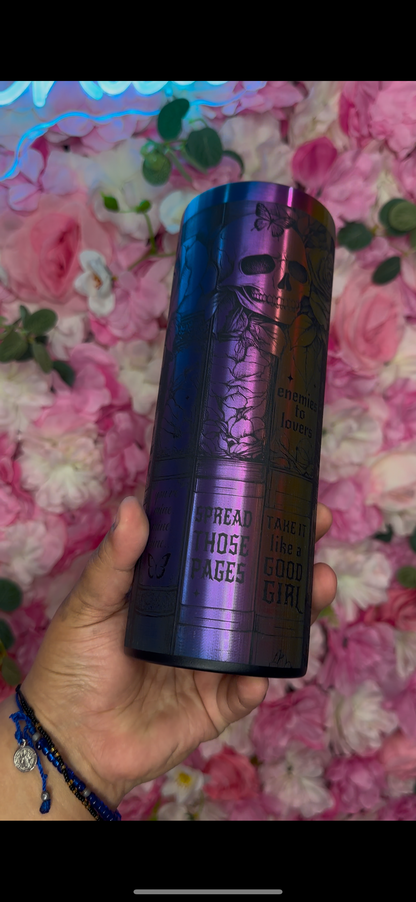 enemies
to
lovers
SPREAD
THOSE
PAGES
TAKE IT
like a
GOOD
GIRL